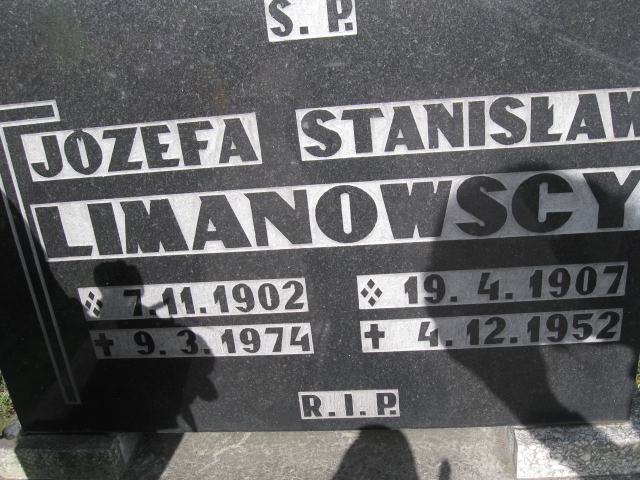 Ś. P.
JÓZEFA STANISŁAW
LIMANOWSCY
7.11.1902 19. 4. 1907
9.3.1974 4.12.1952
R.I.P.